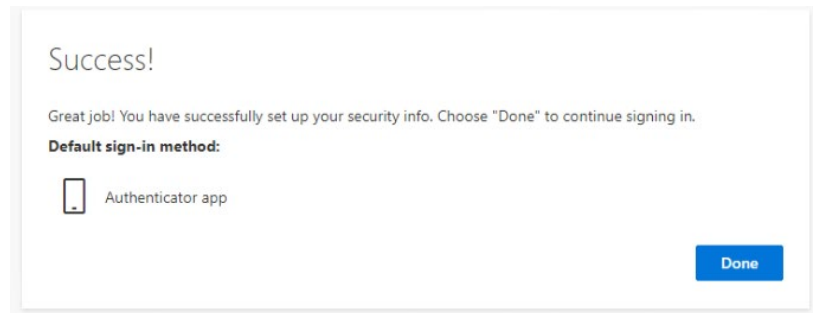 Success!
Great job! You have successfully set up your security info. Choose "Done" to continue signing in.
Default sign-in method:
Authenticator app
Done